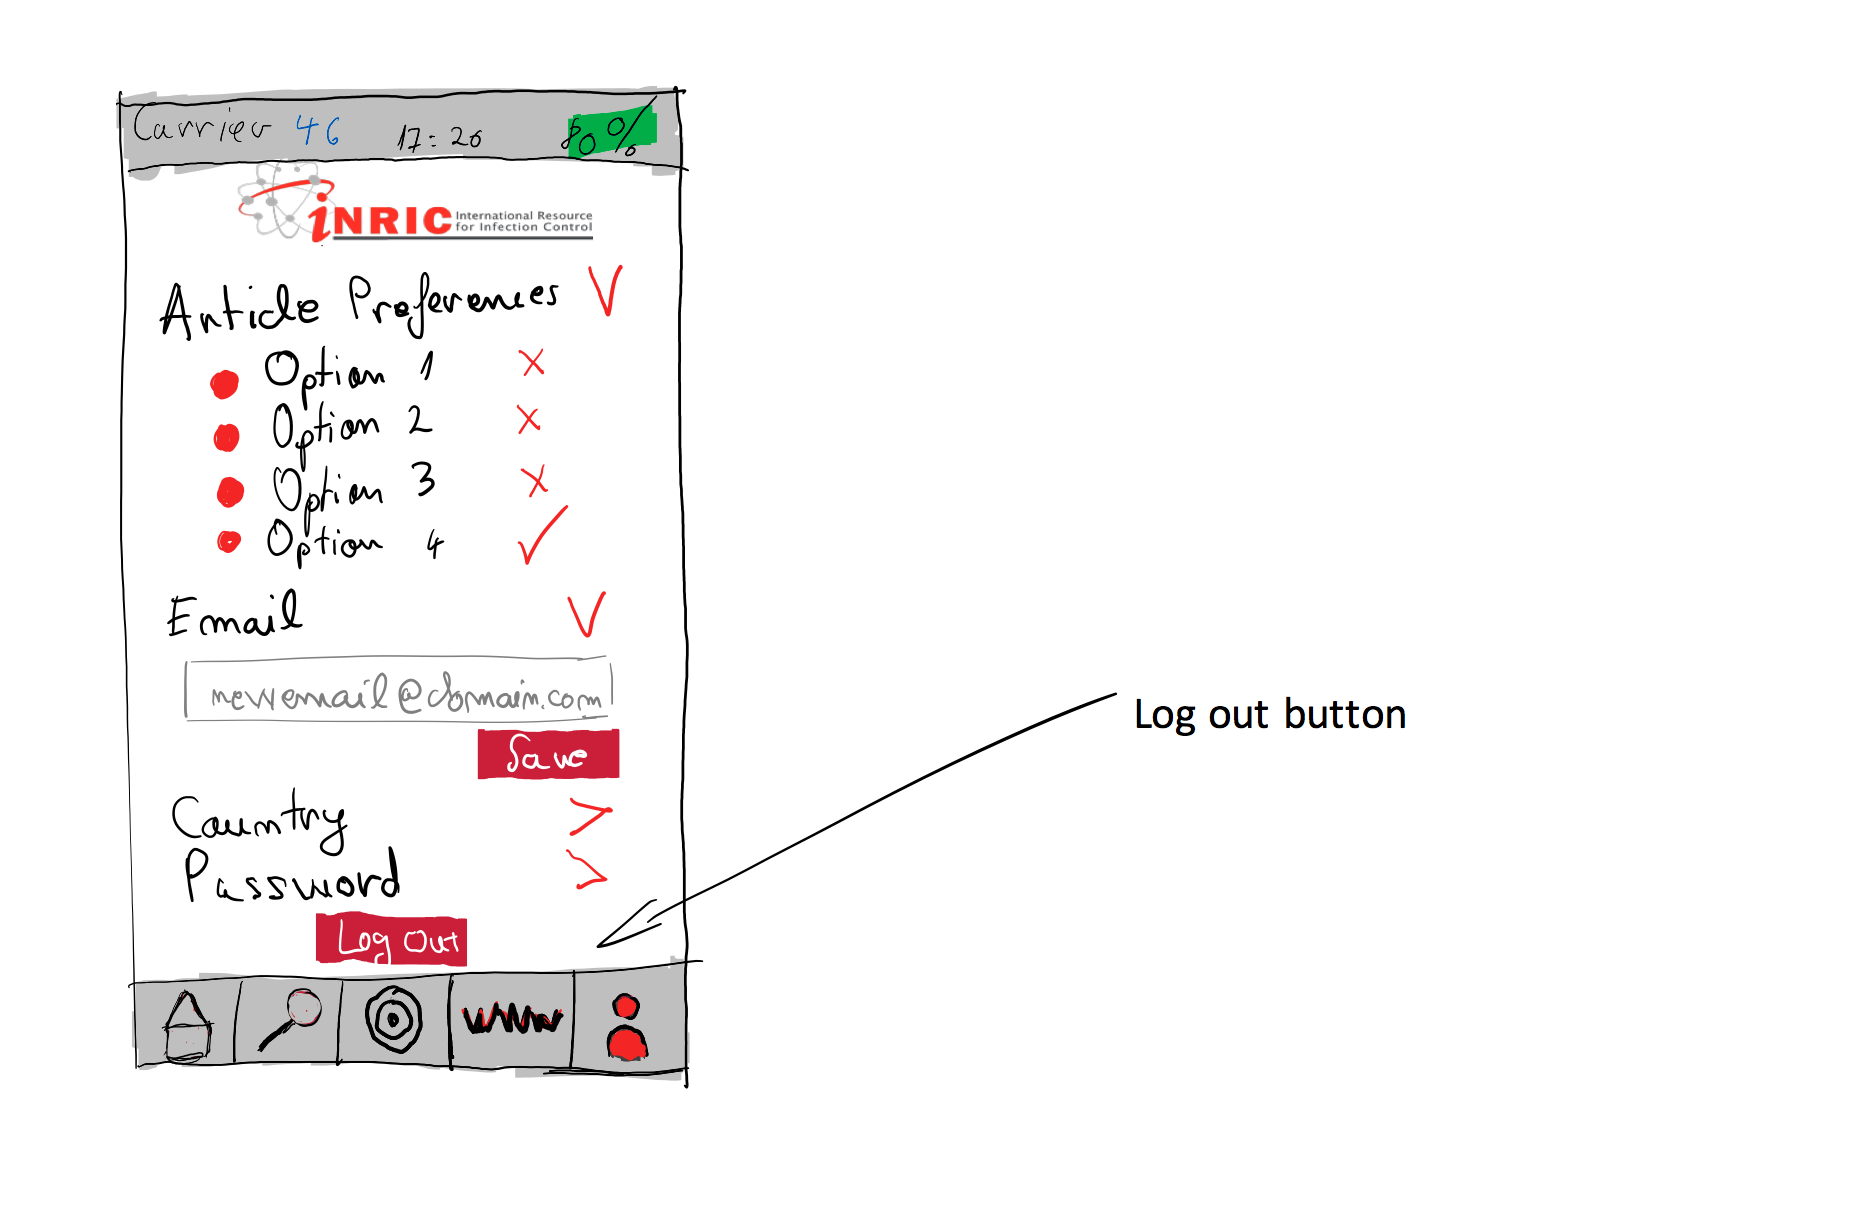 Carrier 4G 17:20 80%
iNRIC International Resource
for Infection Control
Article Preferences
Option 1
Option 2
Option 3
Option 4
Email
newemail@domain.com
Save
Log out button
Country
Password
Log Out
www